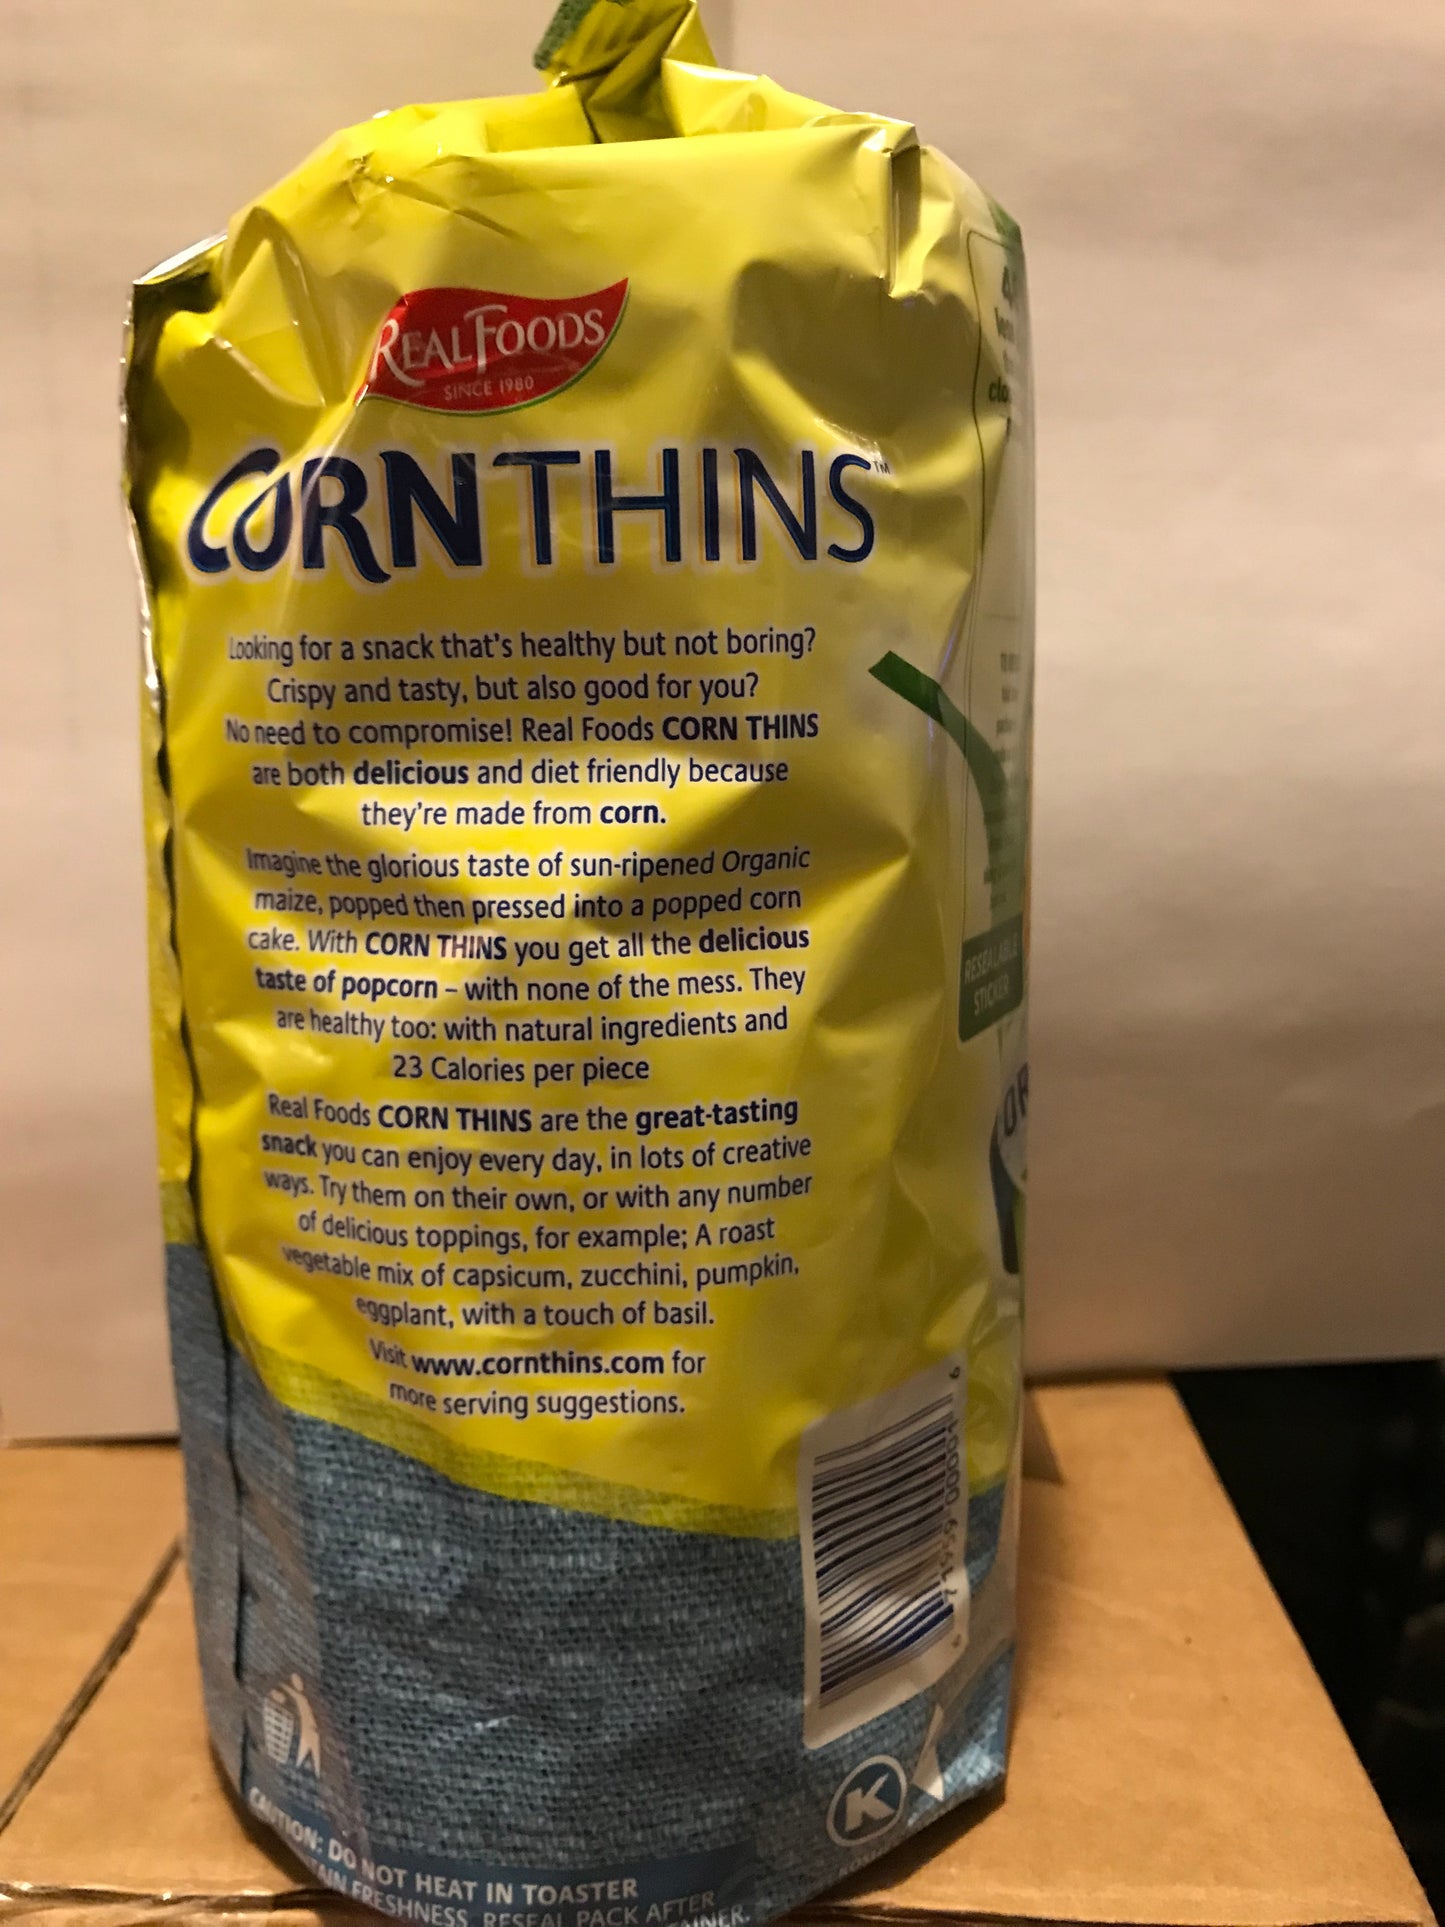 REAL FOODS
SINCE 1980
CORN THINS™
Looking for a snack that's healthy but not boring?
Crispy and tasty, but also good for you?
No need to compromise! Real Foods CORN THINS
are both delicious and diet friendly because
they're made from corn.
Imagine the glorious taste of sun-ripened Organic
maize, popped then pressed into a popped corn
cake. With CORN THINS you get all the delicious
taste of popcorn – with none of the mess. They
are healthy too: with natural ingredients and
23 Calories per piece
Real Foods CORN THINS are the great-tasting
snack you can enjoy every day, in lots of creative
ways. Try them on their own, or with any number
of delicious toppings, for example; A roast
vegetable mix of capsicum, zucchini, pumpkin,
eggplant, with a touch of basil.
Visit www.cornthins.com for
more serving suggestions.
RESEALABLE
STICKER
K
CAUTION: DO NOT HEAT IN TOASTER
FRESHNESS RESEAL PACK AFTER